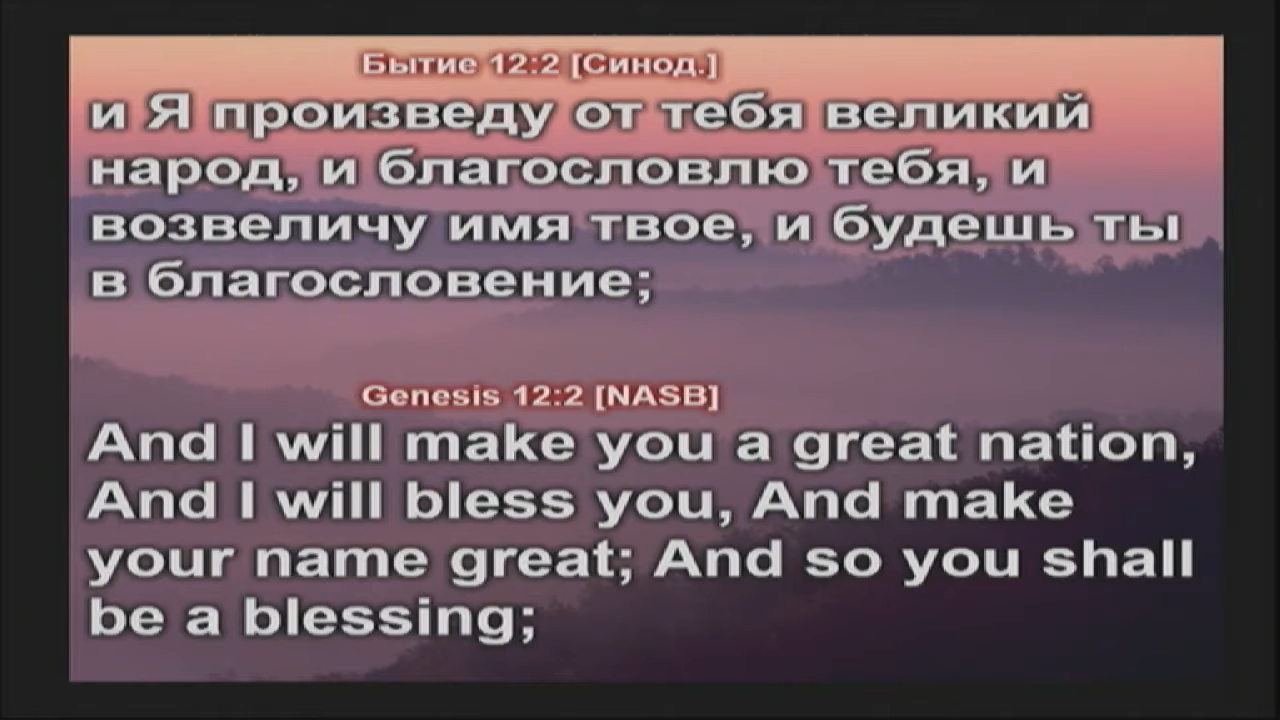 Бытие 12:2 [Синод.]
и Я произведу от тебя великий
народ, и благословлю тебя, и
возвеличу имя твое, и будешь ты
в благословение;
Genesis 12:2 [NASB]
And I will make you a great nation,
And I will bless you, And make
your name great; And so you shall
be a blessing;